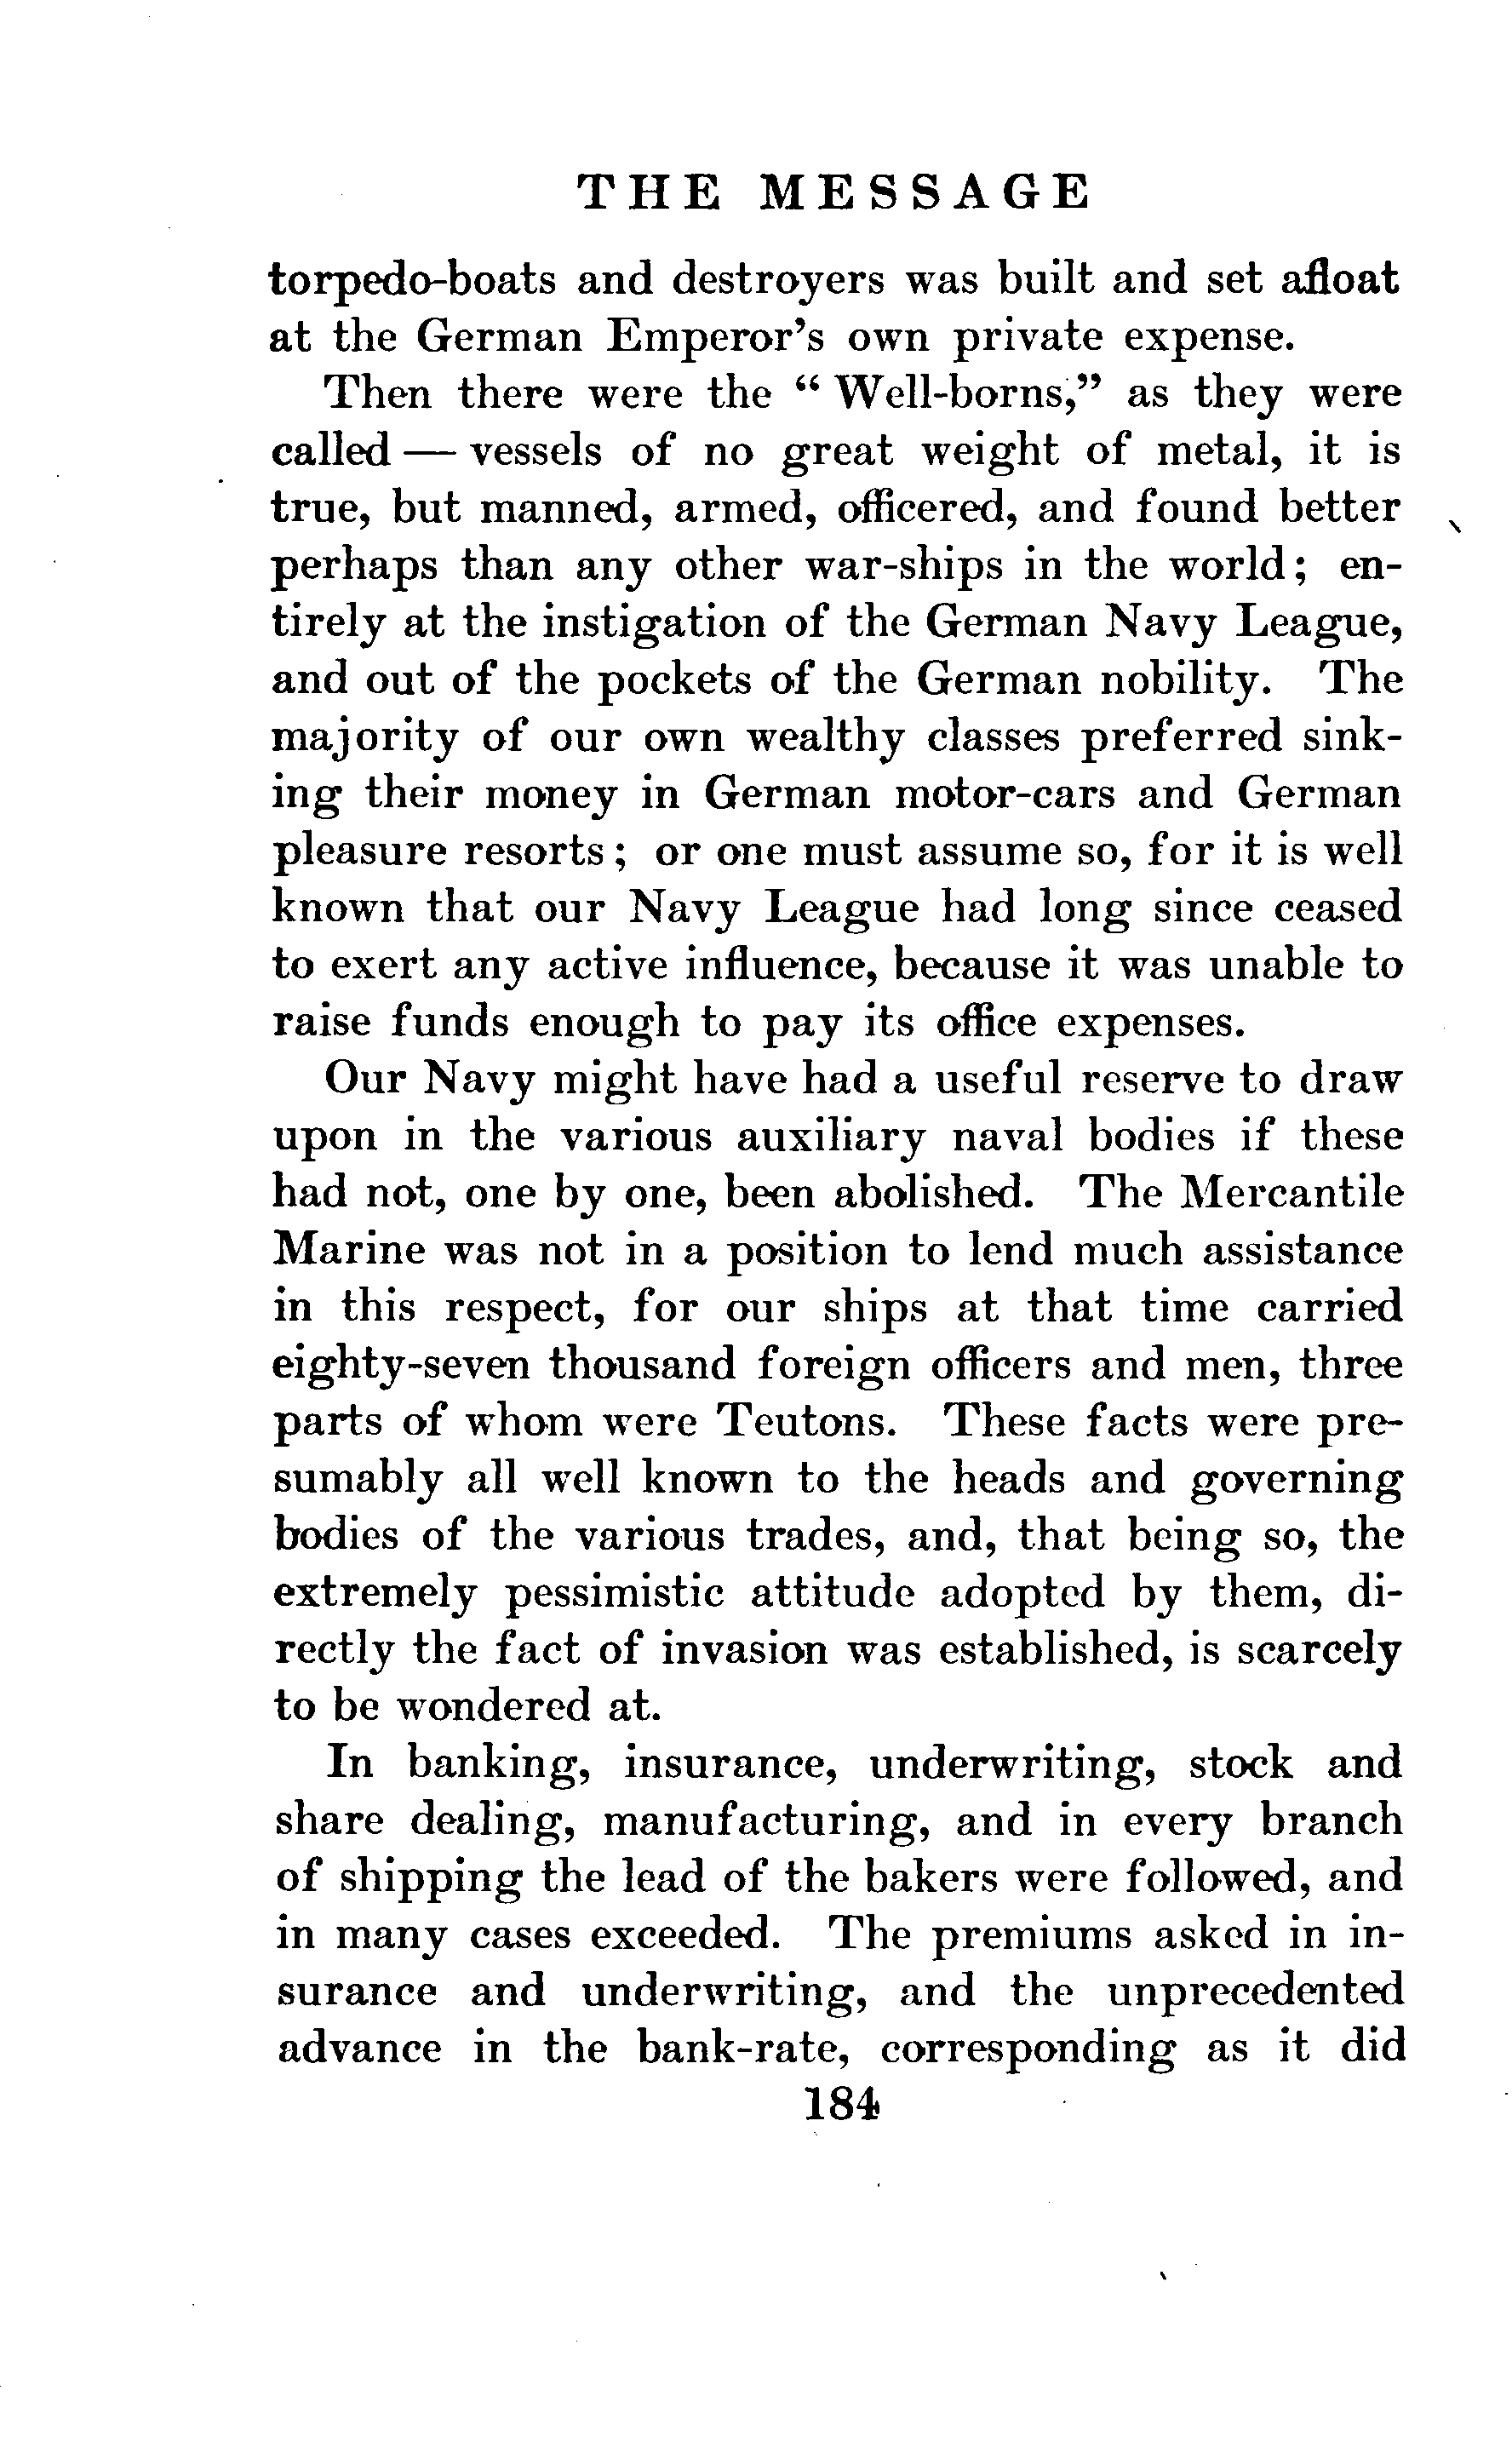 THE MESSAGE
torpedo-boats and destroyers was built and set afloat
at the German Emperor's own private expense.
Then there were the " Well-borns," as they were
called — vessels of no great weight of metal, it is
true, but manned, armed, officered, and found better
perhaps than any other war-ships in the world; en-
tirely at the instigation of the German Navy League,
and out of the pockets of the German nobility. The
majority of our own wealthy classes preferred sink-
ing their money in German motor-cars and German
pleasure resorts; or one must assume so, for it is well
known that our Navy League had long since ceased
to exert any active influence, because it was unable to
raise funds enough to pay its office expenses.
Our Navy might have had a useful reserve to draw
upon in the various auxiliary naval bodies if these
had not, one by one, been abolished. The Mercantile
Marine was not in a position to lend much assistance
in this respect, for our ships at that time carried
eighty-seven thousand foreign officers and men, three
parts of whom were Teutons. These facts were pre-
sumably all well known to the heads and governing
bodies of the various trades, and, that being so, the
extremely pessimistic attitude adopted by them, di-
rectly the fact of invasion was established, is scarcely
to be wondered at.
In banking, insurance, underwriting, stock and
share dealing, manufacturing, and in every branch
of shipping the lead of the bakers were followed, and
in many cases exceeded. The premiums asked in in-
surance and underwriting, and the unprecedented
advance in the bank-rate, corresponding as it did
184